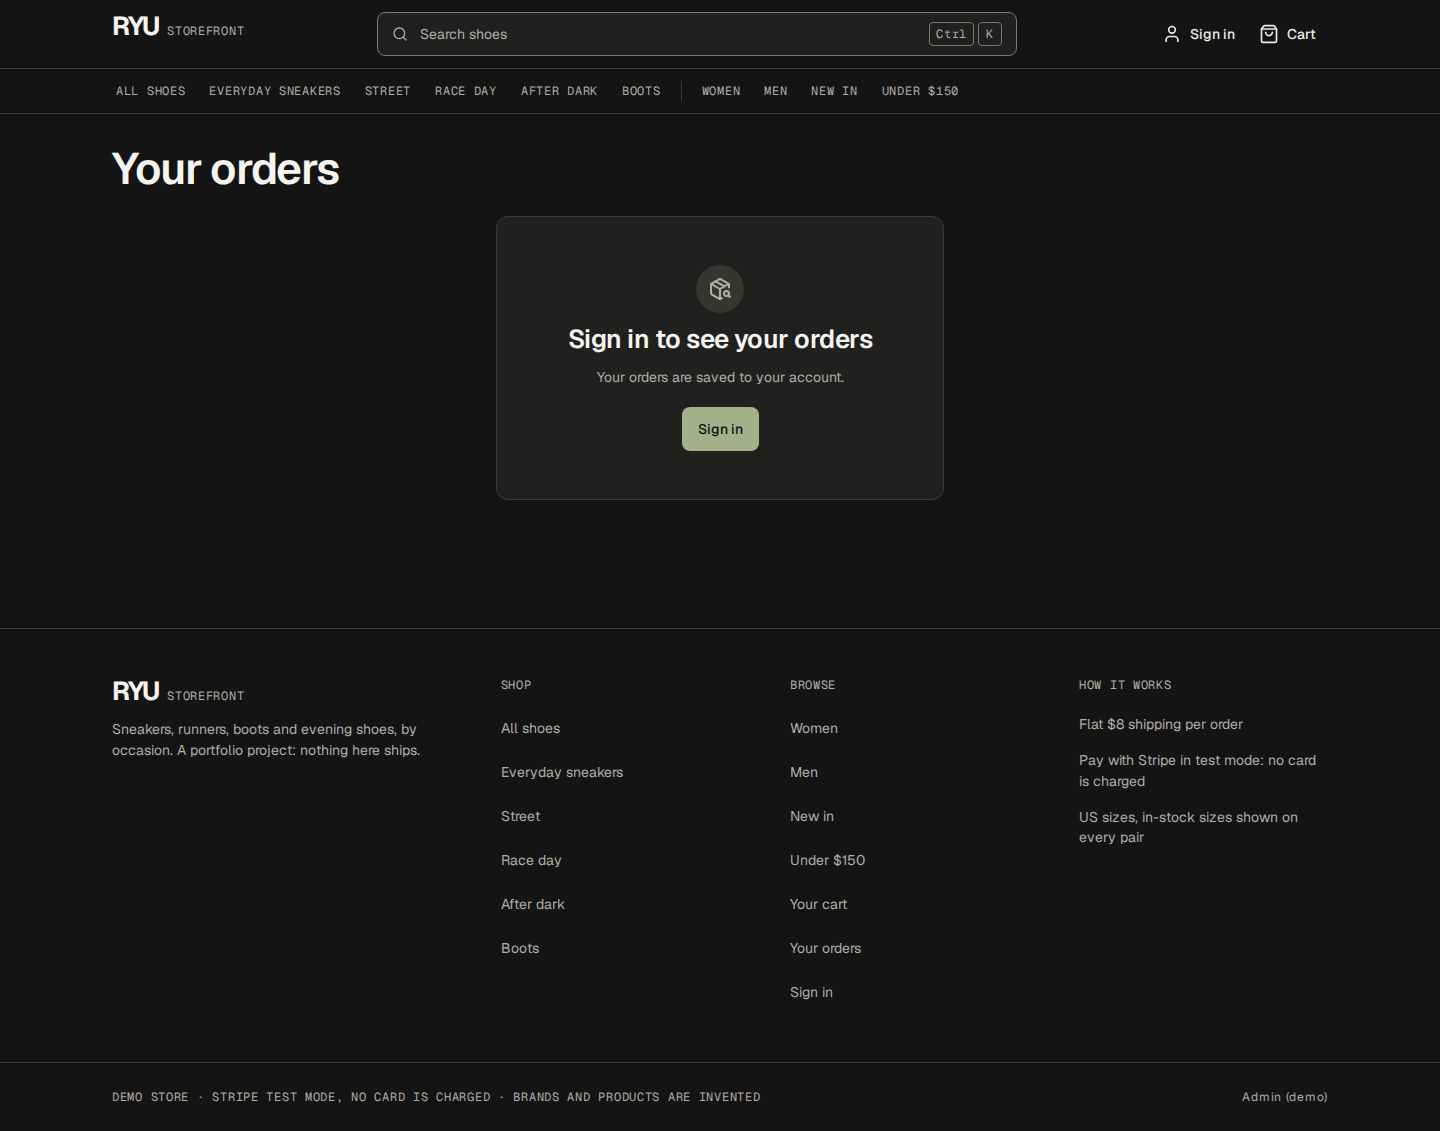 RYU STOREFRONT
Search shoes
Ctrl K
Sign in
Cart
ALL SHOES
EVERYDAY SNEAKERS
STREET
RACE DAY
AFTER DARK
BOOTS
WOMEN
MEN
NEW IN
UNDER $150
Your orders
Sign in to see your orders
Your orders are saved to your account.
Sign in
RYU STOREFRONT
Sneakers, runners, boots and evening shoes, by
occasion. A portfolio project: nothing here ships.
SHOP
All shoes
Everyday sneakers
Street
Race day
After dark
Boots
BROWSE
Women
Men
New in
Under $150
Your cart
Your orders
Sign in
HOW IT WORKS
Flat $8 shipping per order
Pay with Stripe in test mode: no card
is charged
US sizes, in-stock sizes shown on
every pair
DEMO STORE · STRIPE TEST MODE, NO CARD IS CHARGED · BRANDS AND PRODUCTS ARE INVENTED
Admin (demo)